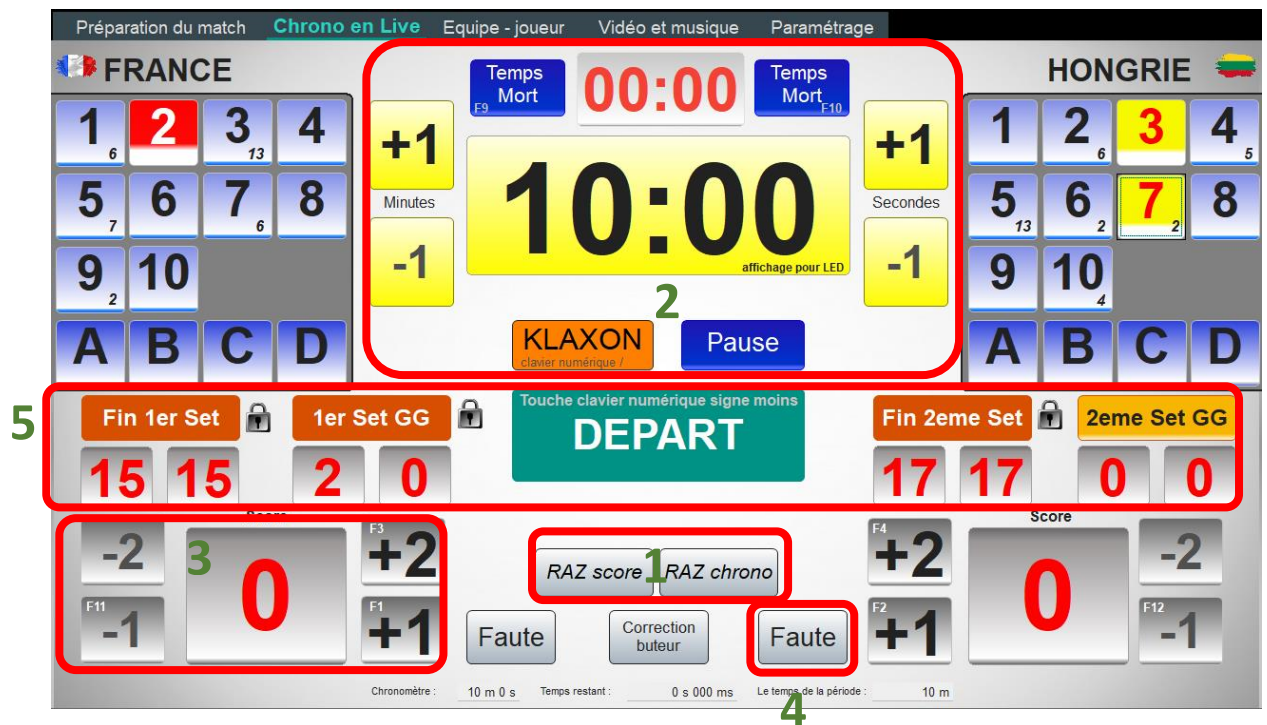 Préparation du match Chrono en Live Equipe - joueur Vidéo et musique Paramétrage
FRANCE
HONGRIE
Temps
Mort
F9
00:00
Temps
Mort
F10
1 6
2
3 13
4
5 7
6
7 6
8
9 2
10
A B C D
+1
Minutes
-1
10:00
affichage pour LED
+1
Secondes
-1
2
KLAXON
clavier numérique /
Pause
1
2 6
3
4 5
5 13
6 2
7 2
8
9
10 4
A B C D
5
Fin 1er Set
1er Set GG
Touche clavier numérique signe moins
DEPART
Fin 2eme Set
2eme Set GG
15 15
2 0
17 17
0 0
Score
-2
3
0
F3
+2
F11
-1
F1
+1
RAZ score
1
RAZ chrono
Faute
Correction
buteur
Faute
Score
F4
+2
0
-2
F2
+1
F12
-1
Chronomètre : 10 m 0 s Temps restant : 0 s 000 ms Le temps de la période : 10 m
4